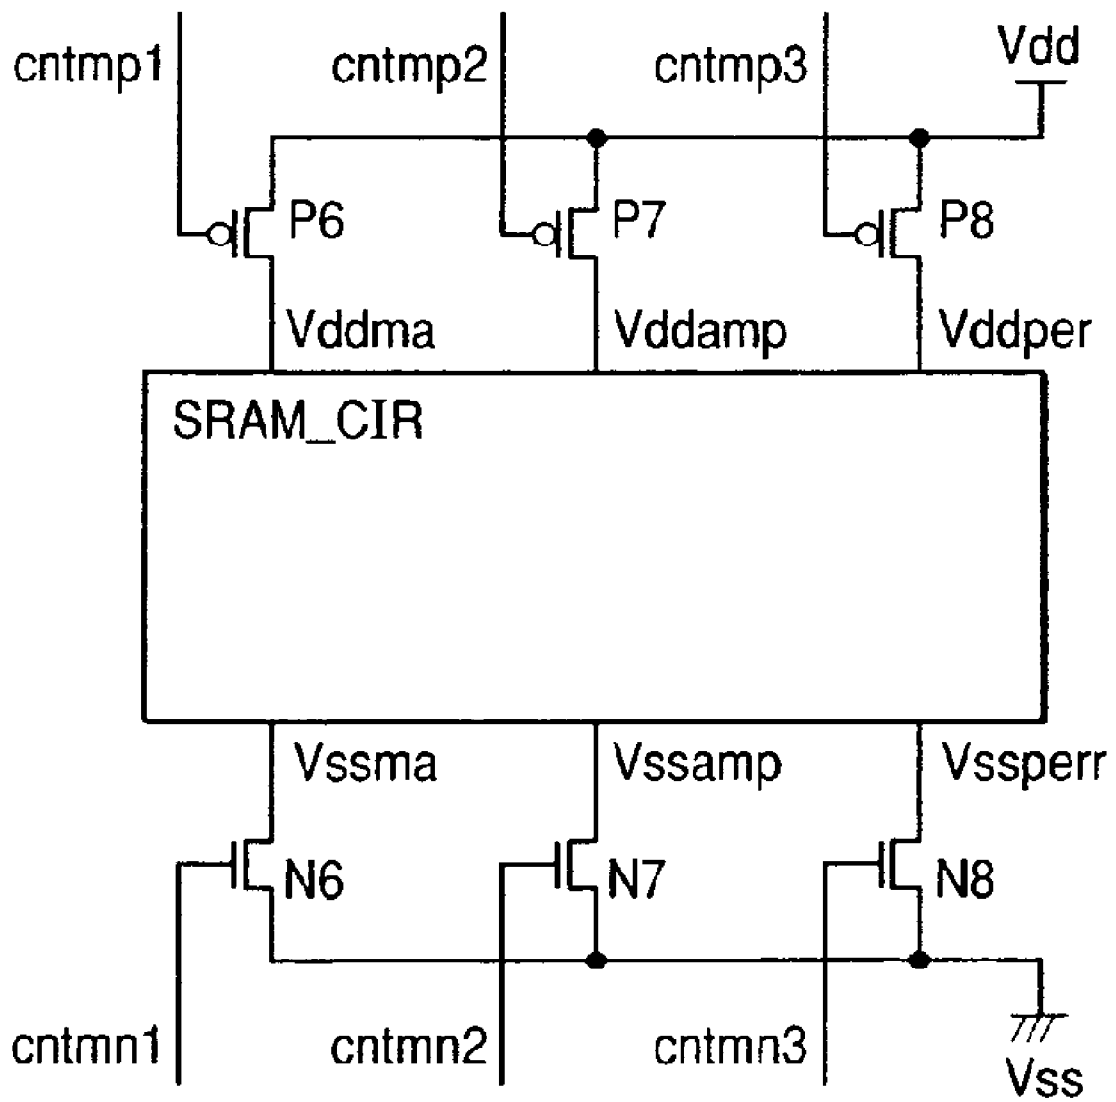 cntmp1 cntmp2 cntmp3 Vdd
P6 P7 P8
Vddma Vddamp Vddper
SRAM_CIR
Vssma Vssamp Vssperr
N6 N7 N8
cntmn1 cntmn2 cntmn3
Vss